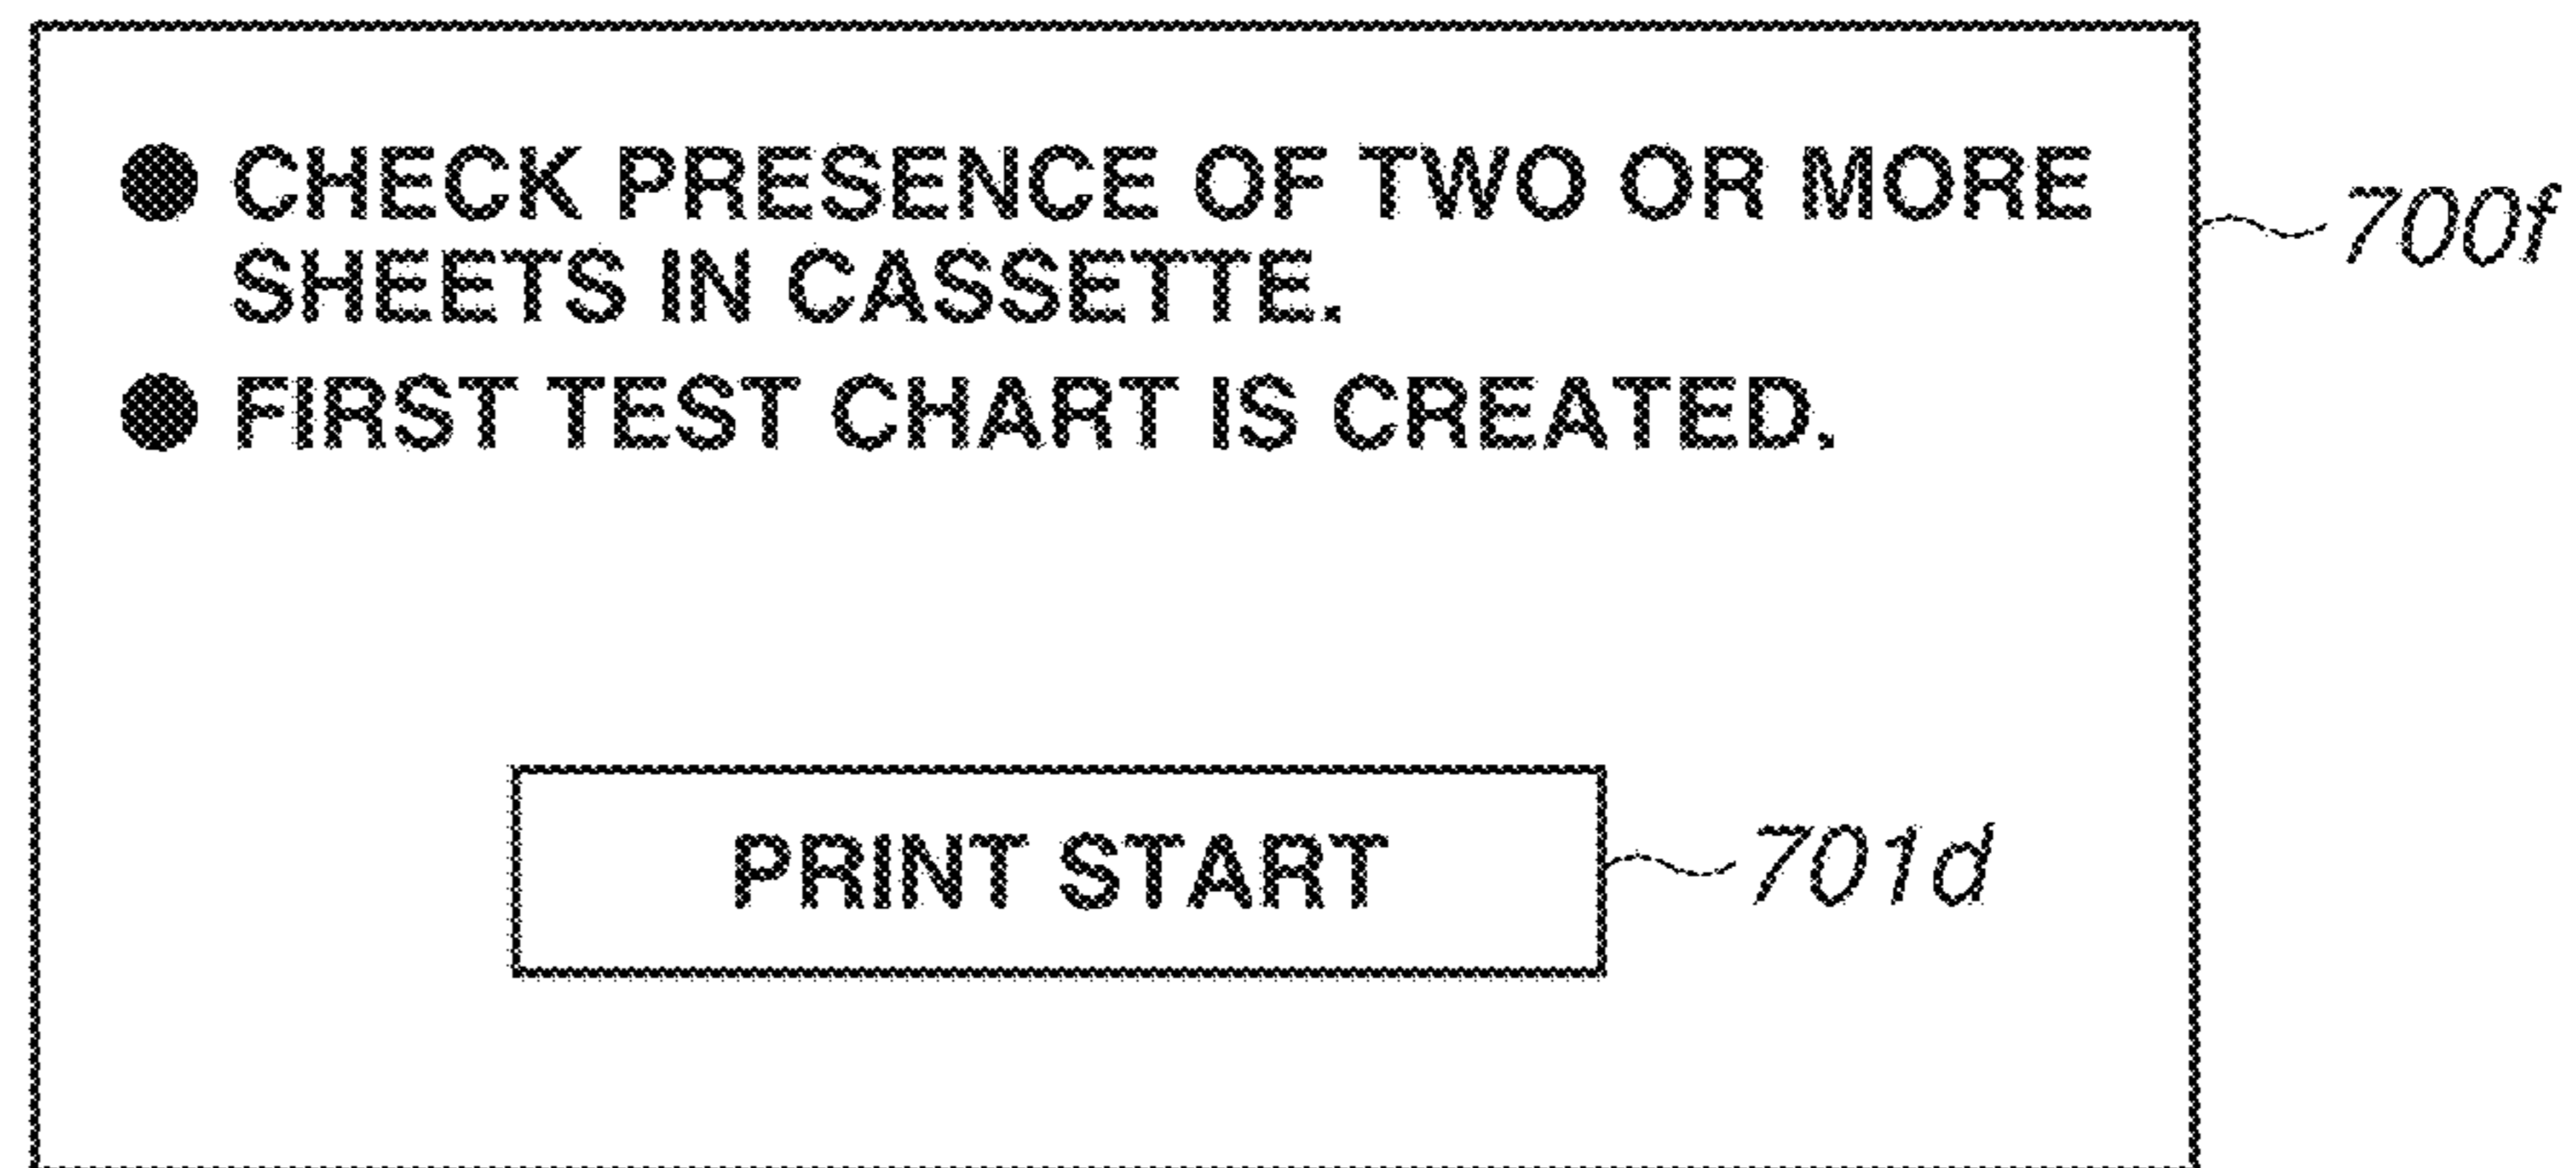 ● CHECK PRESENCE OF TWO OR MORE
SHEETS IN CASSETTE.
● FIRST TEST CHART IS CREATED.
PRINT START
700f
701d